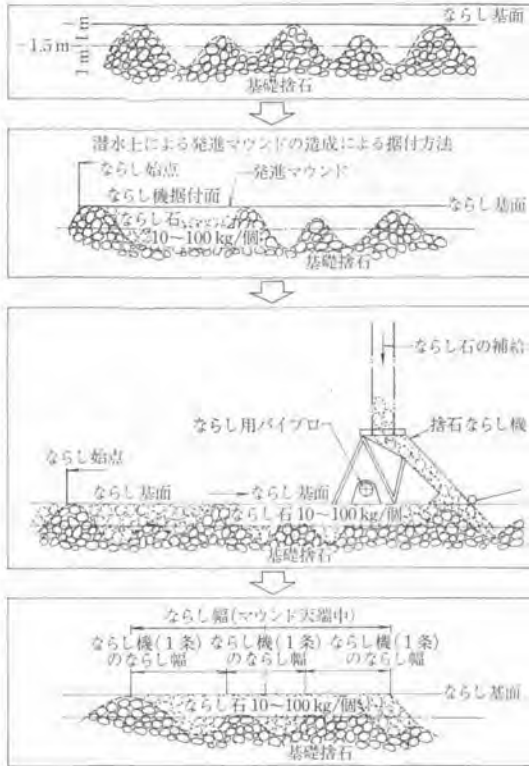 ならし基面
1m
-1.5m
1m
基礎捨石
潜水士による発進マウンドの造成による据付方法
ならし始点
発進マウンド
ならし機据付面
ならし基面
ならし石
10〜100kg/個
基礎捨石
ならし石の補給
ならし用バイブロー
捨石ならし機
ならし始点
ならし基面
ならし基面
ならし石10〜100kg/個
基礎捨石
ならし幅(マウンド天端巾)
ならし機(1条)ならし機(1条)ならし機(1条)
のならし幅 のならし幅 のならし幅
ならし基面
ならし石10〜100kg/個
基礎捨石